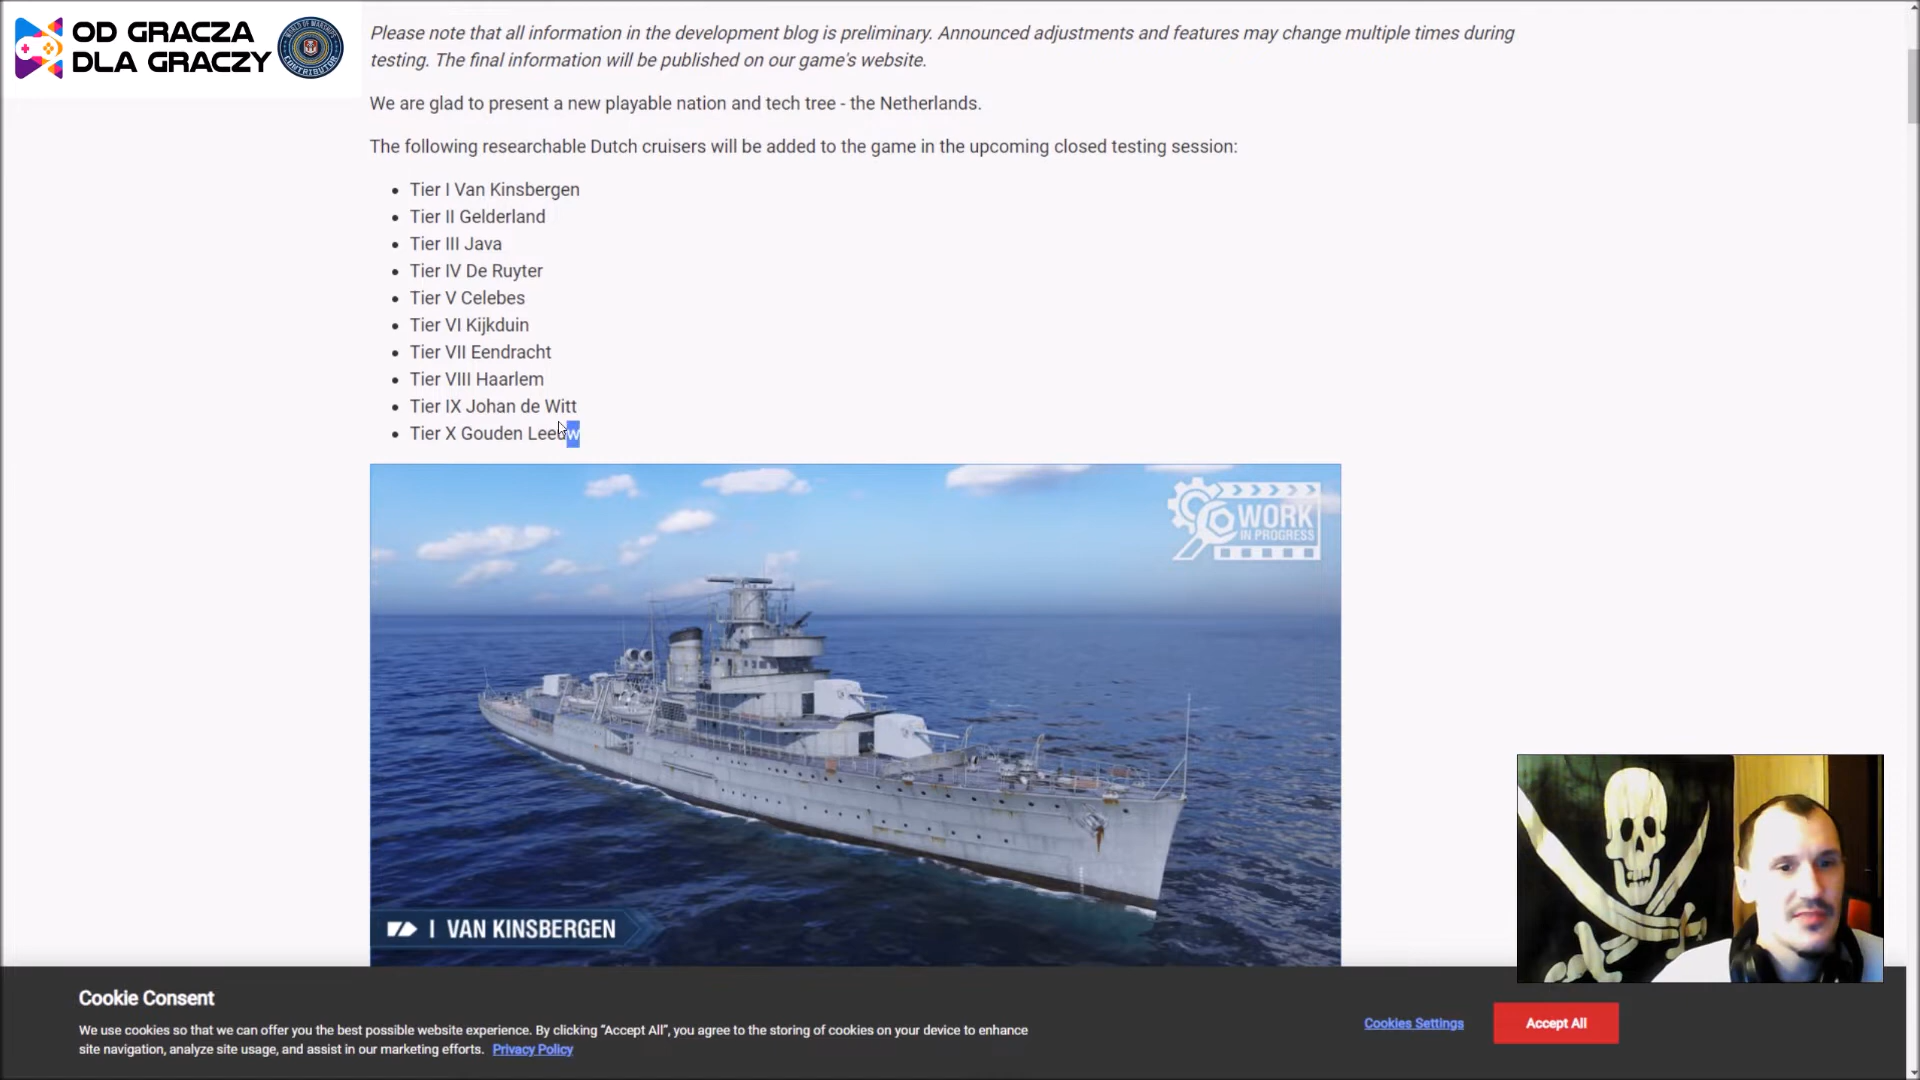 OD GRACZA
DLA GRACZY
WORLD OF WARSHIPS
CONTRIBUTOR
Please note that all information in the development blog is preliminary. Announced adjustments and features may change multiple times during
testing. The final information will be published on our game's website.
We are glad to present a new playable nation and tech tree - the Netherlands.
The following researchable Dutch cruisers will be added to the game in the upcoming closed testing session:
• Tier I Van Kinsbergen
• Tier II Gelderland
• Tier III Java
• Tier IV De Ruyter
• Tier V Celebes
• Tier VI Kijkduin
• Tier VII Eendracht
• Tier VIII Haarlem
• Tier IX Johan de Witt
• Tier X Gouden Leeuw
WORK
IN PROGRESS
I VAN KINSBERGEN
Cookie Consent
We use cookies so that we can offer you the best possible website experience. By clicking “Accept All”, you agree to the storing of cookies on your device to enhance
site navigation, analyze site usage, and assist in our marketing efforts. Privacy Policy
Cookies Settings
Accept All